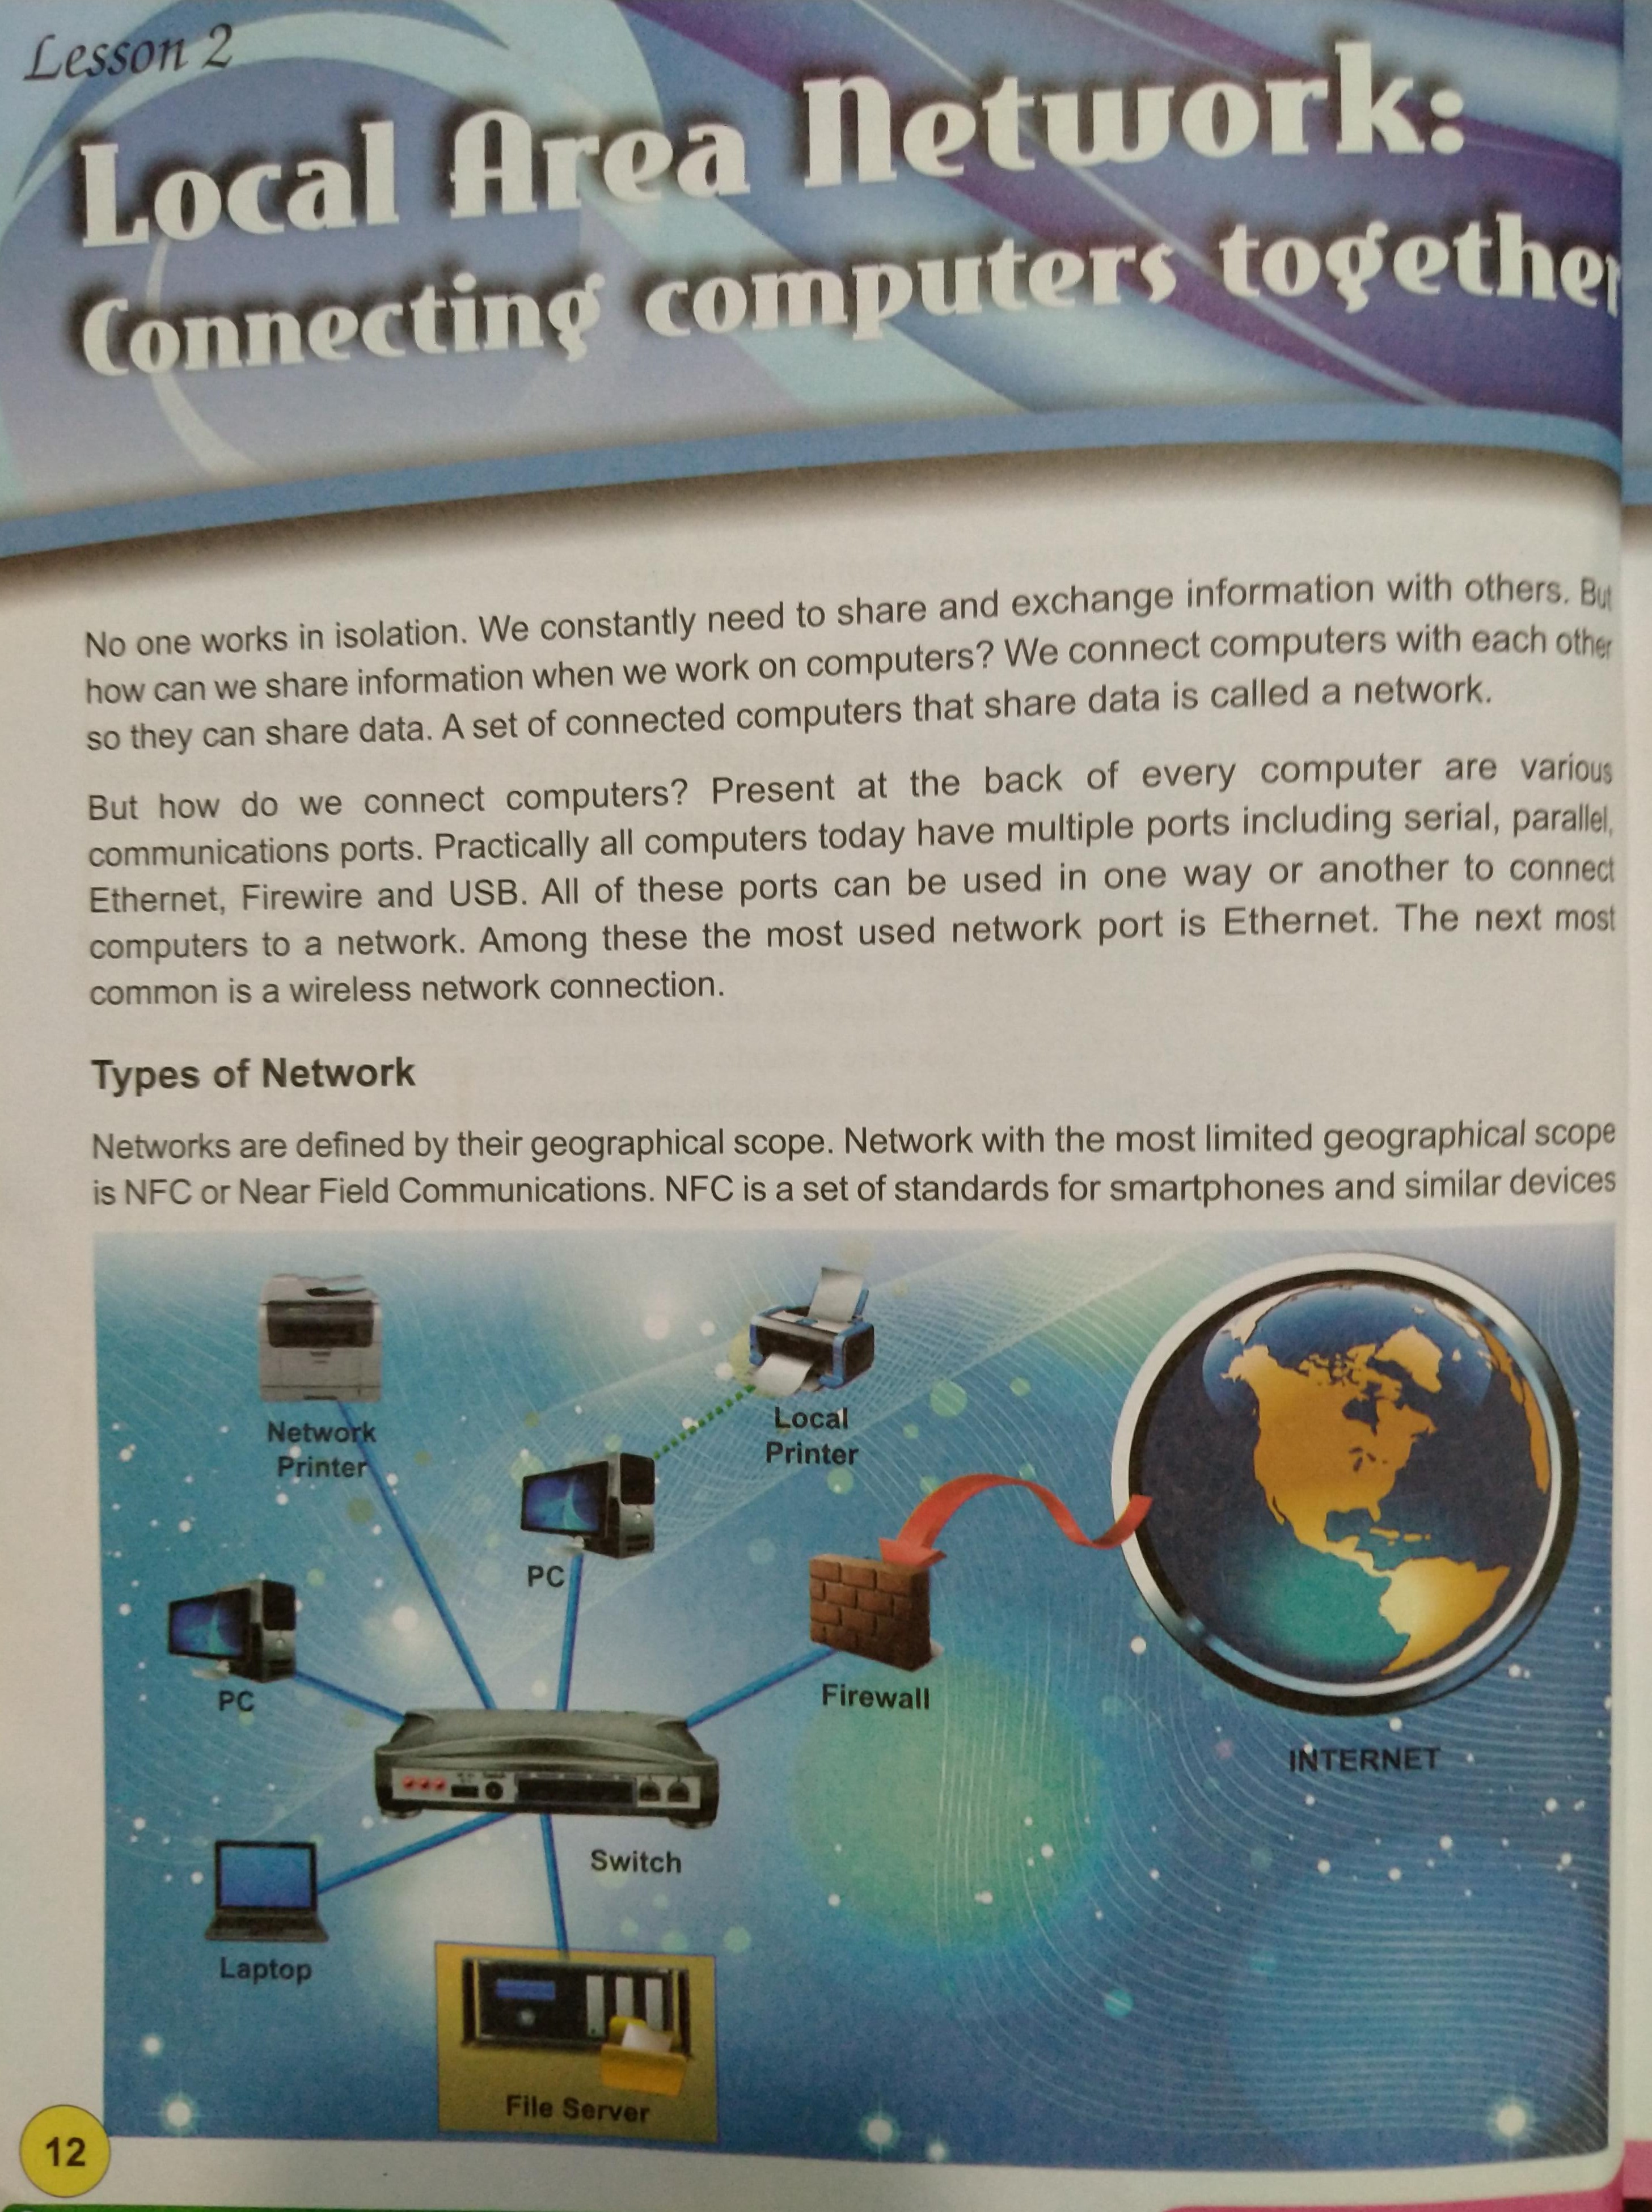 Lesson 2
Local Area Network:
Connecting computers together
No one works in isolation. We constantly need to share and exchange information with others. But
how can we share information when we work on computers? We connect computers with each other
so they can share data. A set of connected computers that share data is called a network.
But how do we connect computers? Present at the back of every computer are various
communications ports. Practically all computers today have multiple ports including serial, parallel,
Ethernet, Firewire and USB. All of these ports can be used in one way or another to connect
computers to a network. Among these the most used network port is Ethernet. The next most
common is a wireless network connection.
Types of Network
Networks are defined by their geographical scope. Network with the most limited geographical scope
is NFC or Near Field Communications. NFC is a set of standards for smartphones and similar devices
Network
Printer
Local
Printer
PC
PC
Firewall
INTERNET
Switch
Laptop
File Server
12